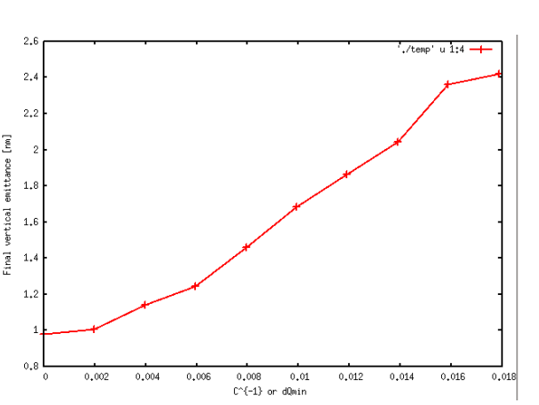 2.6
'./temp' u 1:4
2.4
2.2
2
1.8
1.6
1.4
1.2
1
0.8
Final vertical emittance [nm]
0 0.002 0.004 0.006 0.008 0.01 0.012 0.014 0.016 0.018
C^{-1} or dQmin